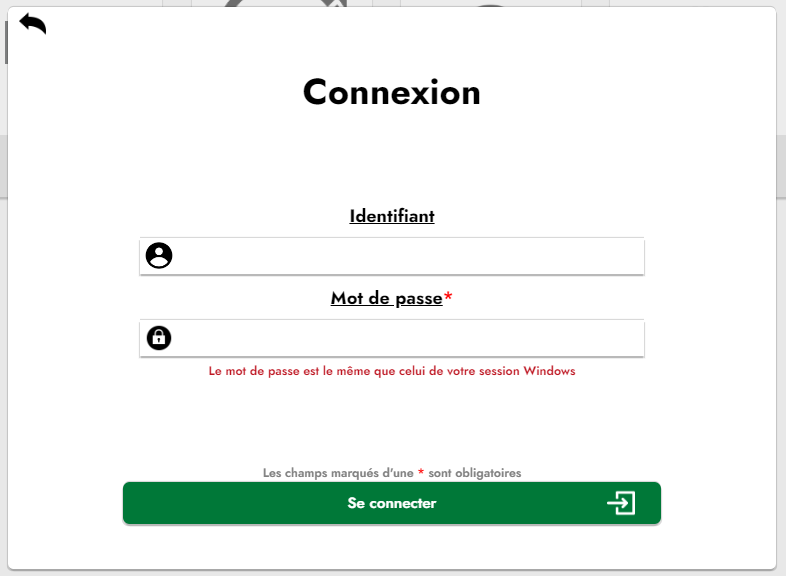 Connexion
Identifiant
Mot de passe*
Le mot de passe est le même que celui de votre session Windows
Les champs marqués d'une * sont obligatoires
Se connecter